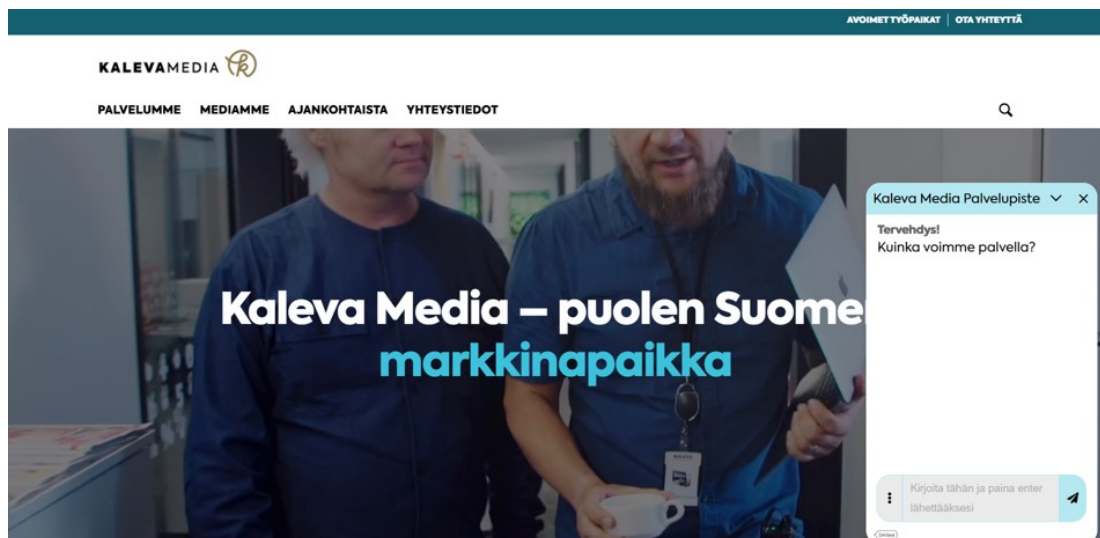 AVOIMET TYÖPAIKAT | OTA YHTEYTTÄ
KALEVAMEDIA
PALVELUMME MEDIAMME AJANKOHTAISTA YHTEYSTIEDOT
Kaleva Media – puolen Suome
markkinapaikka
Kaleva Media Palvelupiste
Tervehdys!
Kuinka voimme palvella?
Kirjoita tähän ja paina enter
lähettääksesi